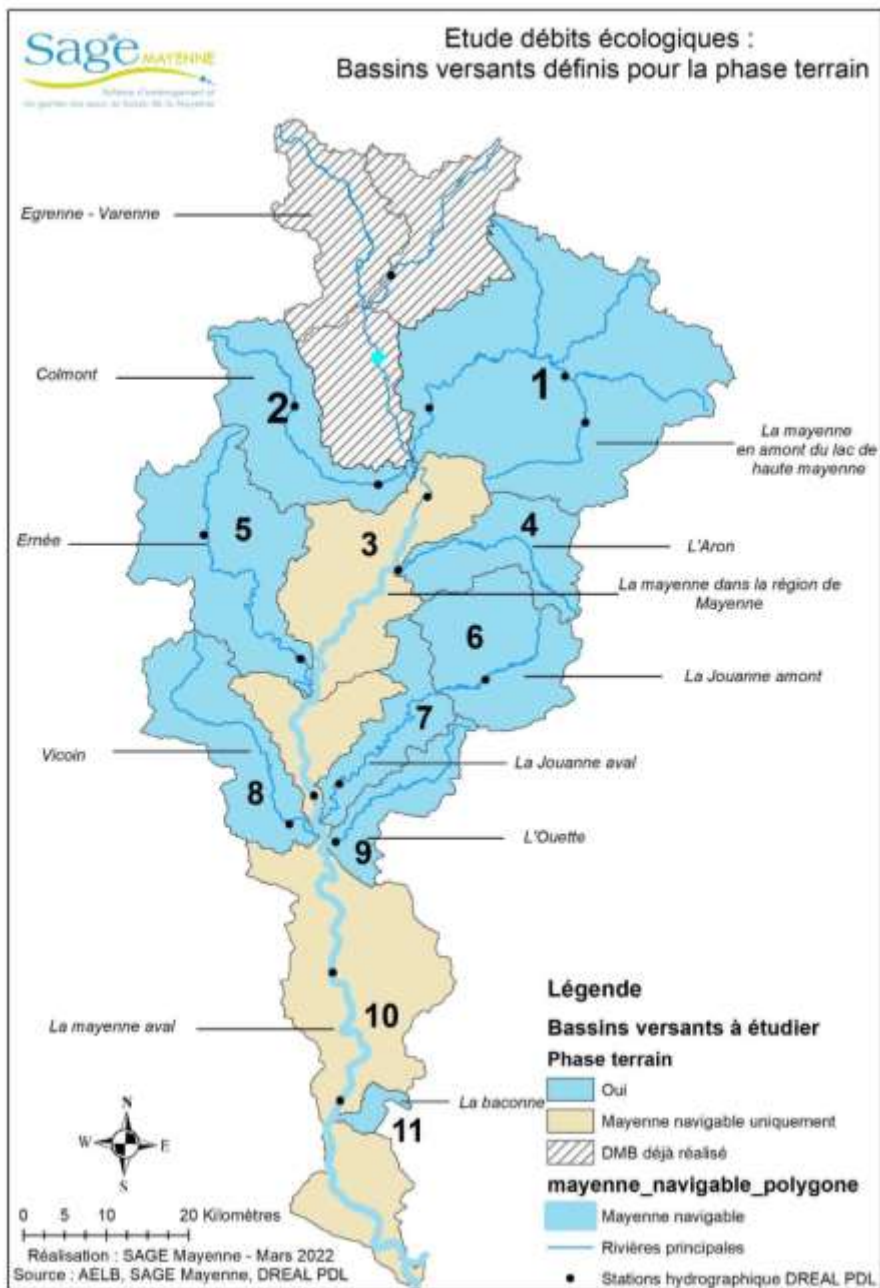 Sage MAYENNE
Etude débits écologiques :
Bassins versants définis pour la phase terrain
Egrenne - Varenne
Colmont
2
1
La mayenne
en amont du lac de
haute mayenne
5
Ernée
3
4
L'Aron
La mayenne dans la région de
Mayenne
6
La Jouanne amont
7
Vicoin
La Jouanne aval
8
L'Ouette
9
La mayenne aval
10
La baconne
11
Légende
Bassins versants à étudier
Phase terrain
Oui
Mayenne navigable uniquement
DMB déjà réalisé
mayenne_navigable_polygone
Mayenne navigable
Rivières principales
Stations hydrographique DREAL PDL
N
W
E
S
0 5 10 20 Kilomètres
Réalisation : SAGE Mayenne - Mars 2022
Source : AELB, SAGE Mayenne, DREAL PDL